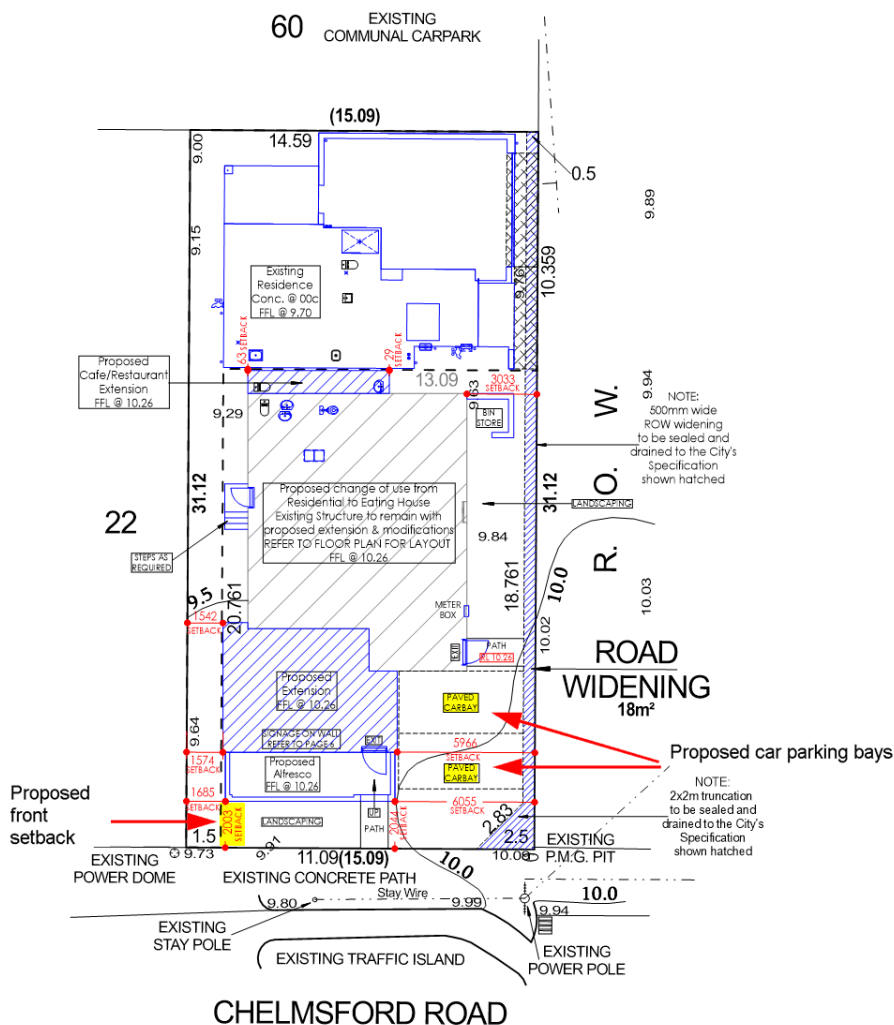 60
EXISTING
COMMUNAL CARPARK
(15.09)
14.59
9.00
0.5
9.89
9.15
10.359
9.76
Existing
Residence
Conc. @ 00c
FFL @ 9.70
63 SETBACK
29
SETBACK
Proposed
Cafe/Restaurant
Extension
FFL @ 10.26
13.09
3033
SETBACK
9.94
9.63
9.29
BIN
STORE
NOTE:
500mm wide
ROW widening
to be sealed and
drained to the City's
Specification
shown hatched
R. O. W.
31.12
31.12
22
Proposed change of use from
Residential to Eating House
Existing Structure to remain with
proposed extension & modifications
REFER TO FLOOR PLAN FOR LAYOUT
FFL @ 10.26
LANDSCAPING
9.84
STEPS AS
REQUIRED
18.761
10.0
10.03
9.5
20.761
1542
SETBACK
METER
BOX
10.02
EXIT
PATH
RL 10.26
ROAD
WIDENING
18m²
Proposed
Extension
FFL @ 10.26
PAVED
CARBAY
SIGNAGE ON WALL
REFER TO PAGE 6
EXIT
9.64
5966
SETBACK
Proposed car parking bays
1574
SETBACK
Proposed
Alfresco
FFL @ 10.26
PAVED
CARBAY
NOTE:
2x2m truncation
to be sealed and
drained to the City's
Specification
shown hatched
1685
SETBACK
6055
SETBACK
Proposed
front
setback
2003
SETBACK
LANDSCAPING
UP
PATH
2044
SETBACK
2.83
1.5
2.5
9.73
9.91
11.09
(15.09)
10.0
EXISTING
P.M.G. PIT
EXISTING
POWER DOME
EXISTING CONCRETE PATH
Stay Wire
9.80
9.99
9.94
10.0
EXISTING
STAY POLE
EXISTING TRAFFIC ISLAND
EXISTING
POWER POLE
CHELMSFORD ROAD